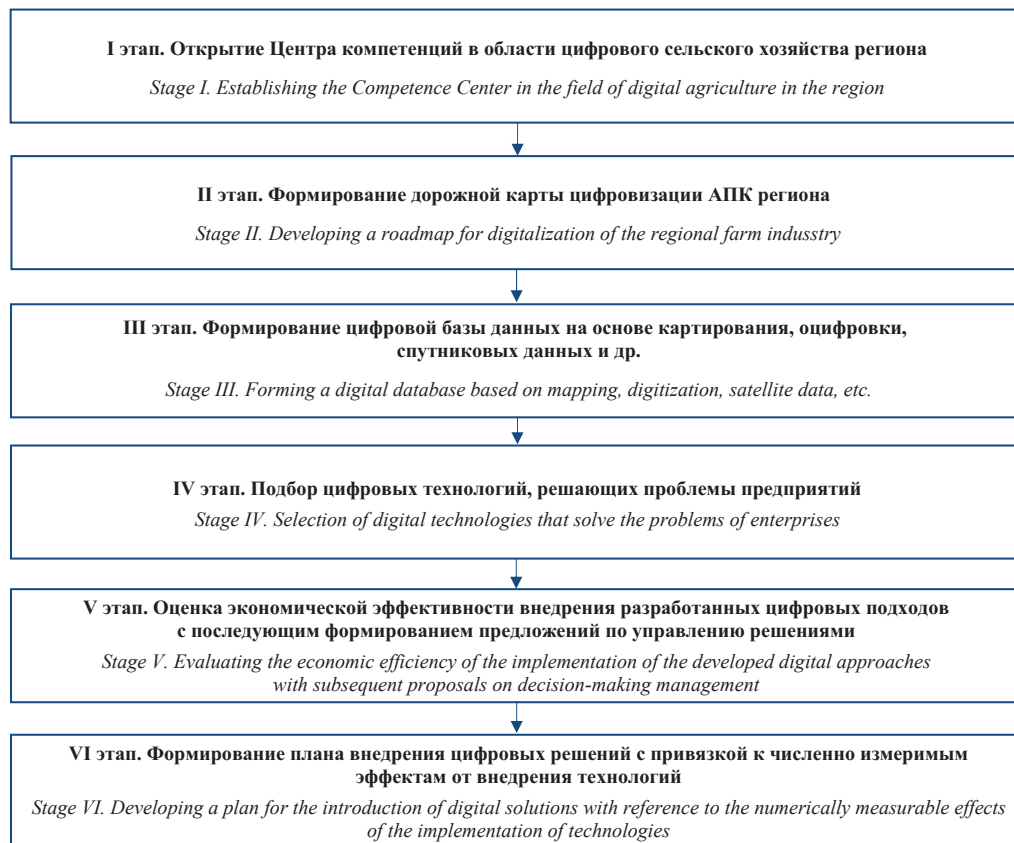 I этап. Открытие Центра компетенций в области цифрового сельского хозяйства региона
Stage I. Establishing the Competence Center in the field of digital agriculture in the region
II этап. Формирование дорожной карты цифровизации АПК региона
Stage II. Developing a roadmap for digitalization of the regional farm indusstry
III этап. Формирование цифровой базы данных на основе картирования, оцифровки,
спутниковых данных и др.
Stage III. Forming a digital database based on mapping, digitization, satellite data, etc.
IV этап. Подбор цифровых технологий, решающих проблемы предприятий
Stage IV. Selection of digital technologies that solve the problems of enterprises
V этап. Оценка экономической эффективности внедрения разработанных цифровых подходов
с последующим формированием предложений по управлению решениями
Stage V. Evaluating the economic efficiency of the implementation of the developed digital approaches
with subsequent proposals on decision-making management
VI этап. Формирование плана внедрения цифровых решений с привязкой к численно измеримым
эффектам от внедрения технологий
Stage VI. Developing a plan for the introduction of digital solutions with reference to the numerically measurable effects
of the implementation of technologies